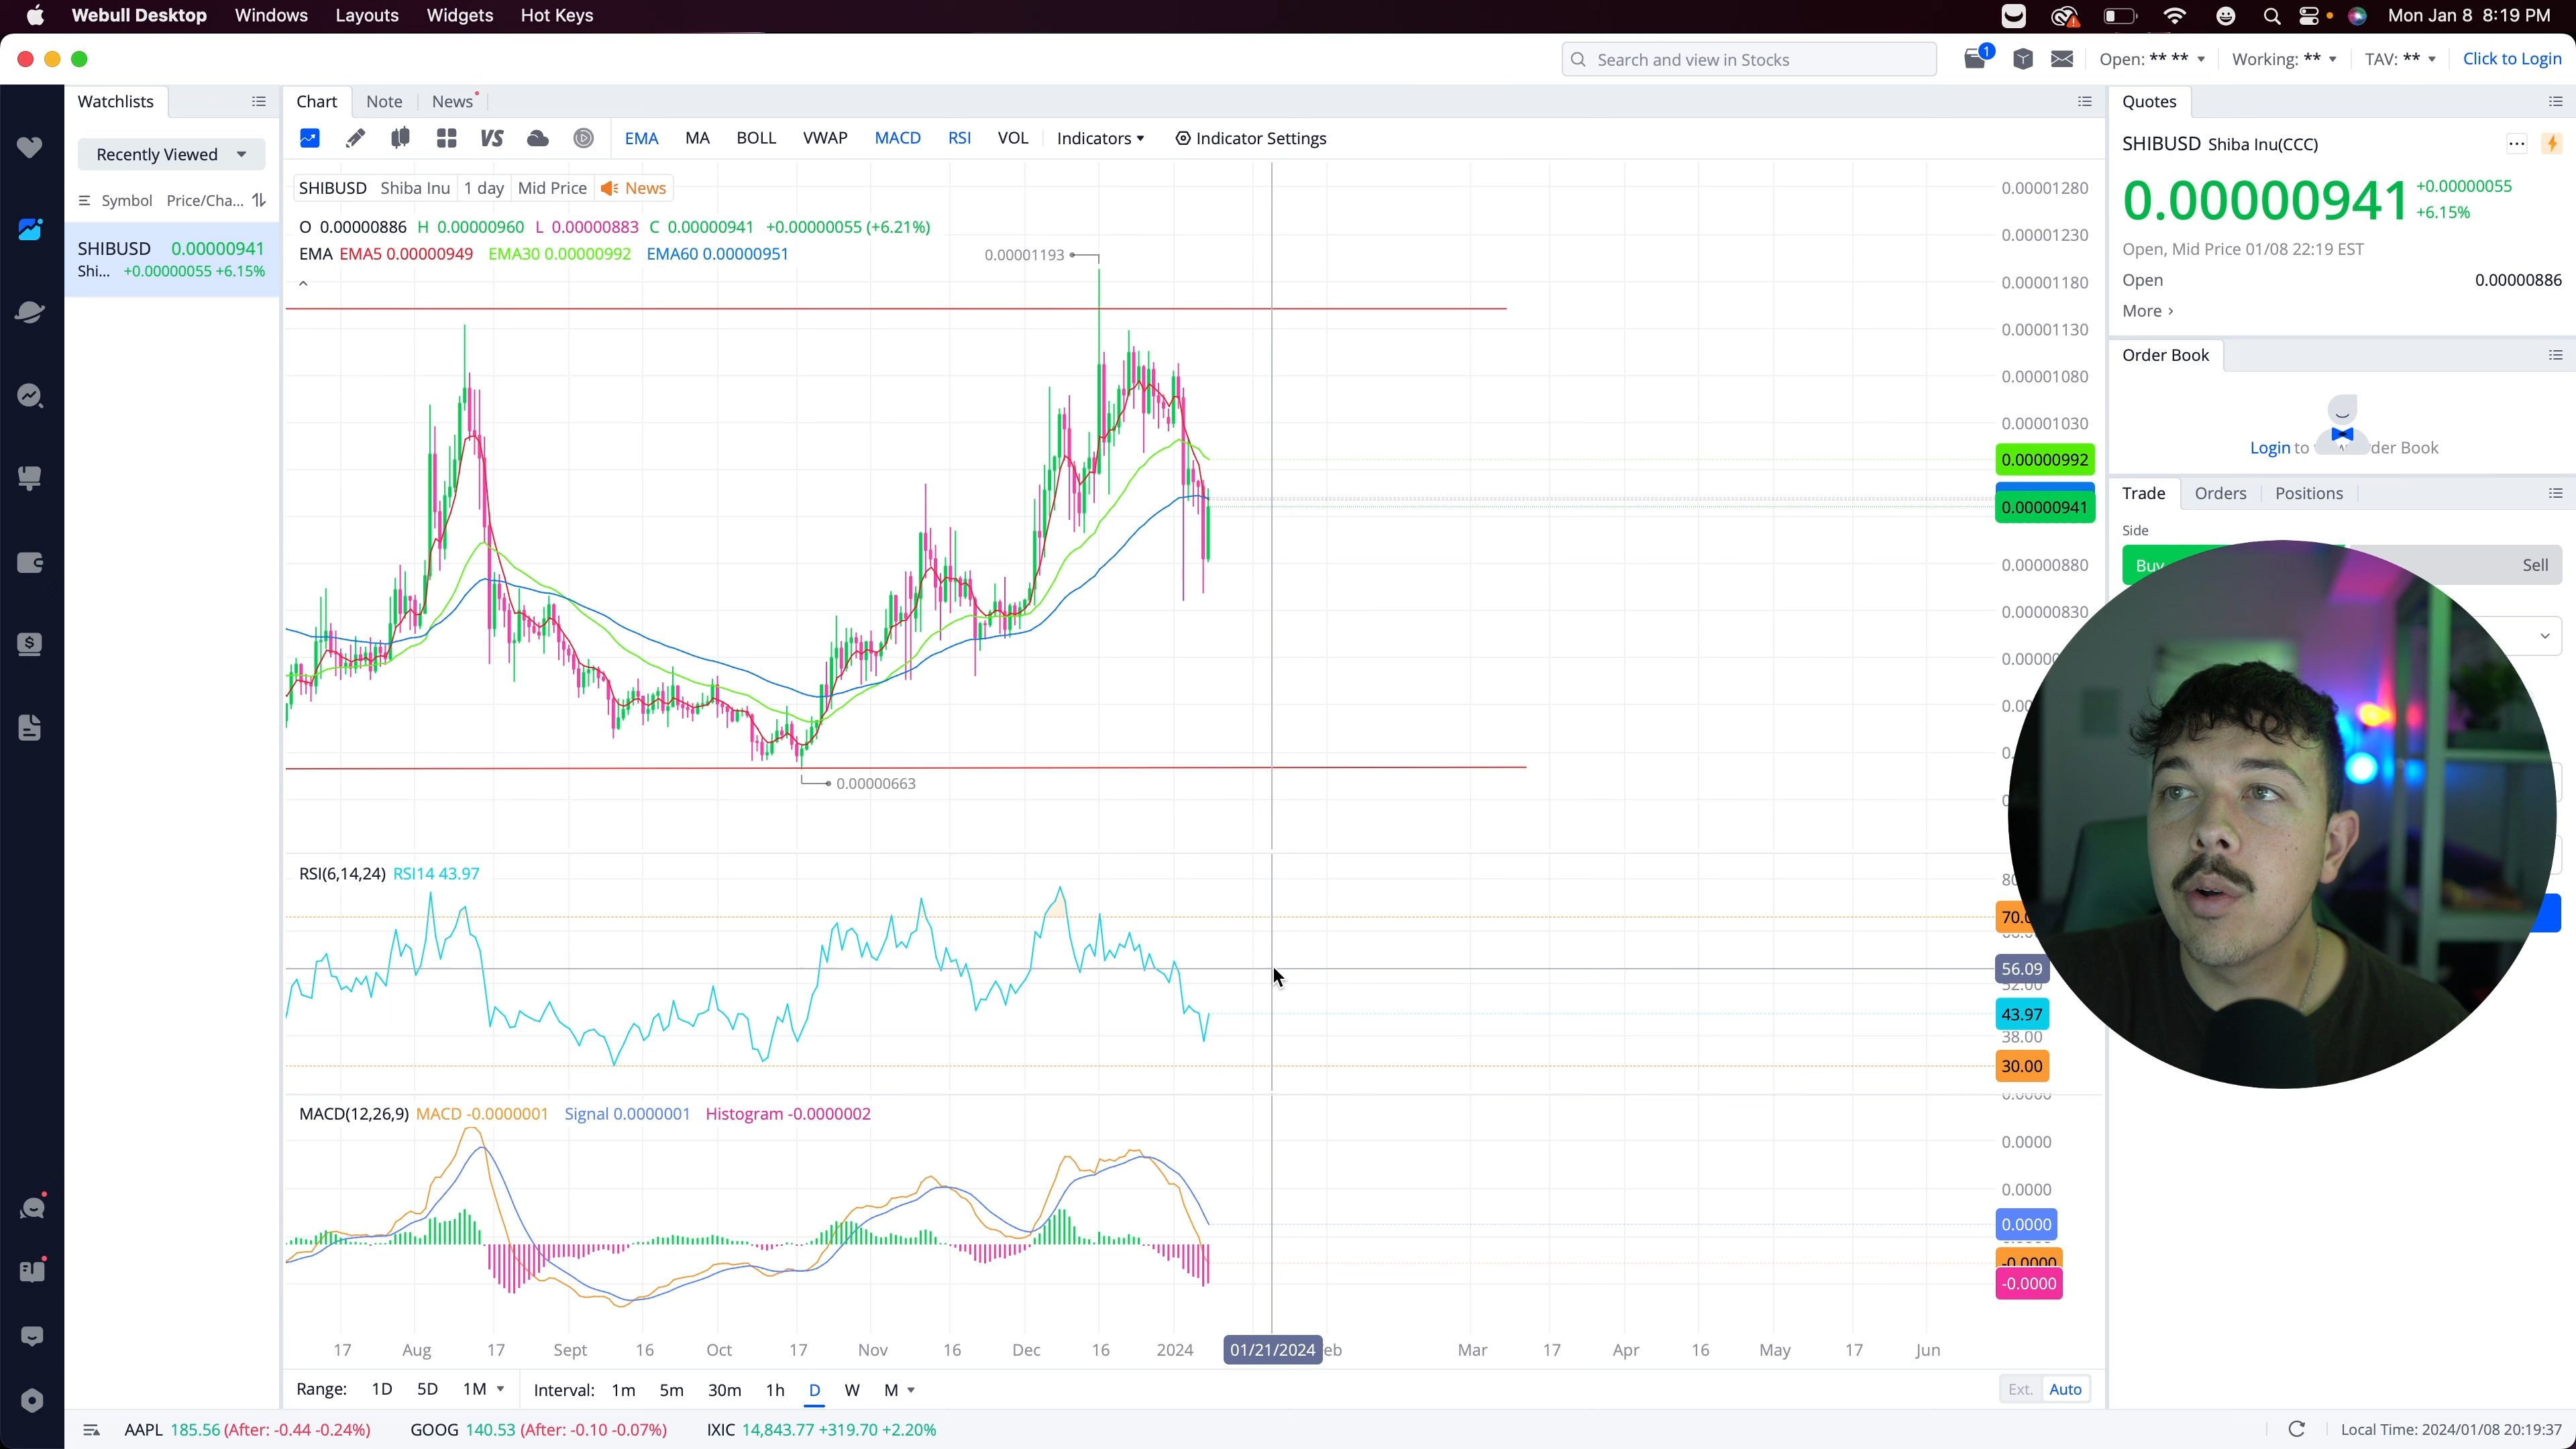 Webull Desktop Windows Layouts Widgets Hot Keys
Mon Jan 8 8:19 PM
Search and view in Stocks
1
Open: ** ** Working: ** TAV: ** Click to Login
Watchlists
Recently Viewed
Symbol Price/Cha...
SHIBUSD 0.00000941
Shi... +0.00000055 +6.15%
Chart Note News
VS EMA MA BOLL VWAP MACD RSI VOL Indicators Indicator Settings
SHIBUSD Shiba Inu 1 day Mid Price News
O 0.00000886 H 0.00000960 L 0.00000883 C 0.00000941 +0.00000055 (+6.21%)
EMA EMA5 0.00000949 EMA30 0.00000992 EMA60 0.00000951
0.00001193
0.00000663
0.00001280
0.00001230
0.00001180
0.00001130
0.00001080
0.00001030
0.00000992
0.00000941
0.00000880
0.00000830
RSI(6,14,24) RSI14 43.97
56.09
43.97
38.00
30.00
MACD(12,26,9) MACD -0.0000001 Signal 0.0000001 Histogram -0.0000002
0.0000
0.0000
0.0000
-0.0000
-0.0000
17 Aug 17 Sept 16 Oct 17 Nov 16 Dec 16 2024 01/21/2024 eb Mar 17 Apr 16 May 17 Jun
Range: 1D 5D 1M Interval: 1m 5m 30m 1h D W M
Ext. Auto
Quotes
SHIBUSD Shiba Inu(CCC)
0.00000941 +0.00000055
+6.15%
Open, Mid Price 01/08 22:19 EST
Open 0.00000886
More
Order Book
Login to der Book
Trade Orders Positions
Side
Buy Sell
AAPL 185.56 (After: -0.44 -0.24%) GOOG 140.53 (After: -0.10 -0.07%) IXIC 14,843.77 +319.70 +2.20%
Local Time: 2024/01/08 20:19:37